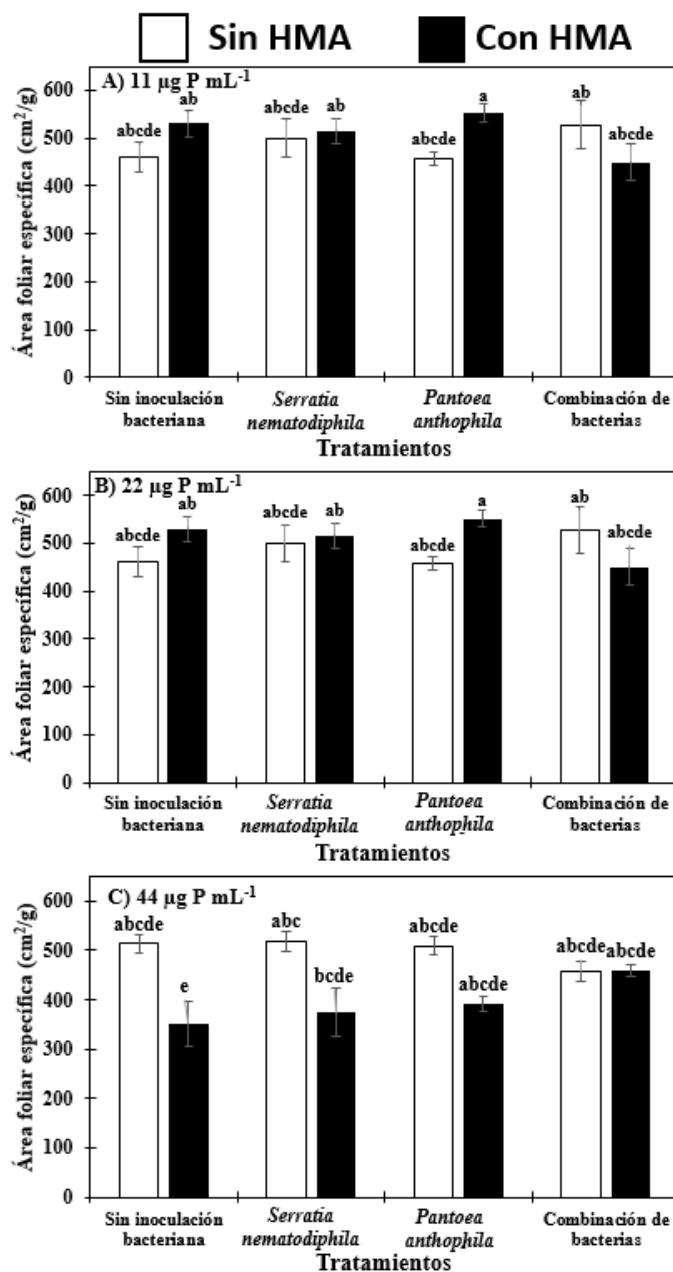 Sin HMA Con HMA
A) 11 µg P mL-1
Área foliar específica (cm2/g)
600
500
400
300
200
100
0
abcde ab abcde ab abcde a ab abcde
Sin inoculación bacteriana
Serratia nematodiphila
Pantoea anthophila
Combinación de bacterias
Tratamientos
B) 22 µg P mL-1
Área foliar específica (cm2/g)
600
500
400
300
200
100
0
abcde ab abcde ab abcde a ab abcde
Sin inoculación bacteriana
Serratia nematodiphila
Pantoea anthophila
Combinación de bacterias
Tratamientos
C) 44 µg P mL-1
Área foliar específica (cm2/g)
600
500
400
300
200
100
0
abcde e abc bcde abcde abcde abcde abcde
Sin inoculación bacteriana
Serratia nematodiphila
Pantoea anthophila
Combinación de bacterias
Tratamientos